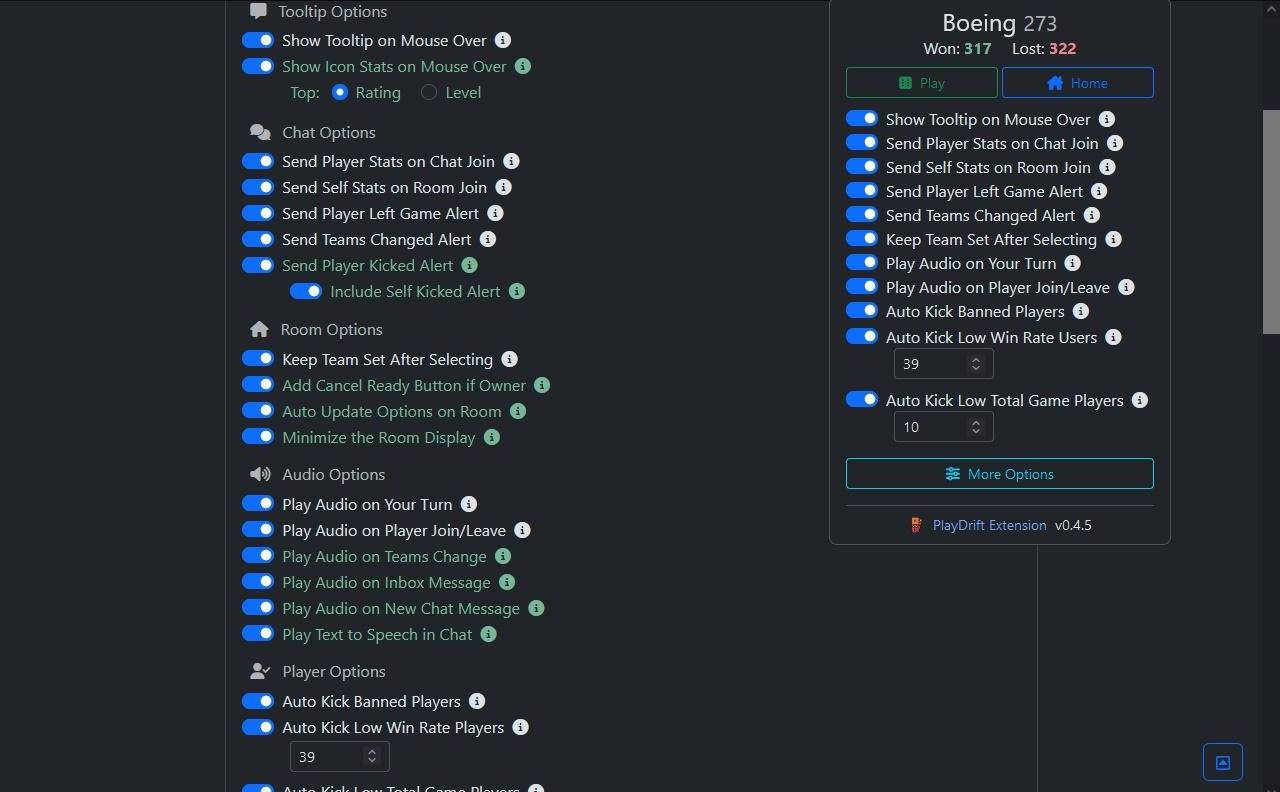 Tooltip Options
Show Tooltip on Mouse Over
Show Icon Stats on Mouse Over
Top: Rating Level
Chat Options
Send Player Stats on Chat Join
Send Self Stats on Room Join
Send Player Left Game Alert
Send Teams Changed Alert
Send Player Kicked Alert
Include Self Kicked Alert
Room Options
Keep Team Set After Selecting
Add Cancel Ready Button if Owner
Auto Update Options on Room
Minimize the Room Display
Audio Options
Play Audio on Your Turn
Play Audio on Player Join/Leave
Play Audio on Teams Change
Play Audio on Inbox Message
Play Audio on New Chat Message
Play Text to Speech in Chat
Player Options
Auto Kick Banned Players
Auto Kick Low Win Rate Players
39
Auto Kick Low Total Game Players
Boeing 273
Won: 317 Lost: 322
Play Home
Show Tooltip on Mouse Over
Send Player Stats on Chat Join
Send Self Stats on Room Join
Send Player Left Game Alert
Send Teams Changed Alert
Keep Team Set After Selecting
Play Audio on Your Turn
Play Audio on Player Join/Leave
Auto Kick Banned Players
Auto Kick Low Win Rate Users
39
Auto Kick Low Total Game Players
10
More Options
PlayDrift Extension v0.4.5